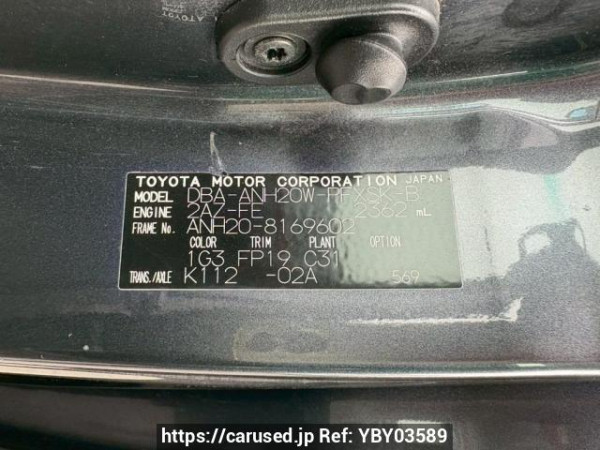 TOYOTA MOTOR CORPORATION JAPAN
MODEL DBA-ANH20W-PFXSK-B
ENGINE 2AZ-FE 2362 mL
FRAME No. ANH20-8169602
COLOR TRIM PLANT OPTION
1G3 FP19 C31
TRANS./AXLE K112 -02A 569
https://carused.jp Ref: YBY03589